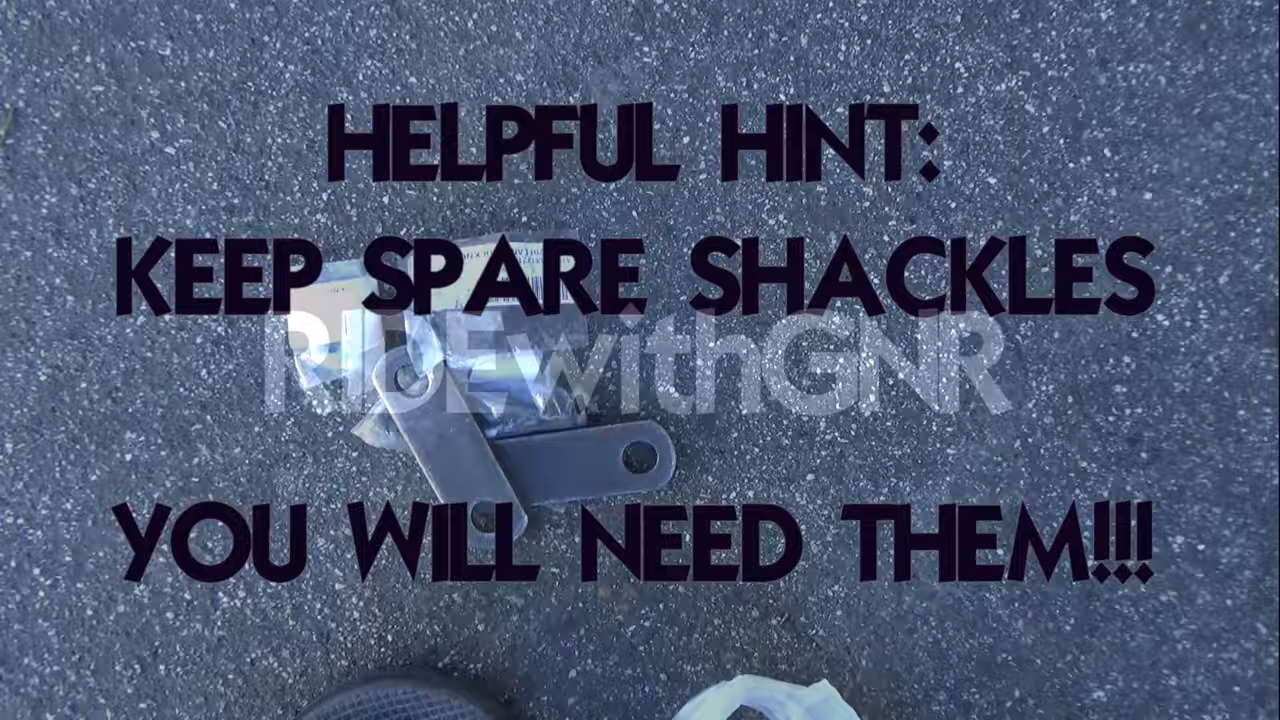 HELPFUL HINT:
KEEP SPARE SHACKLES
RIDEwithGNR
YOU WILL NEED THEM!!!